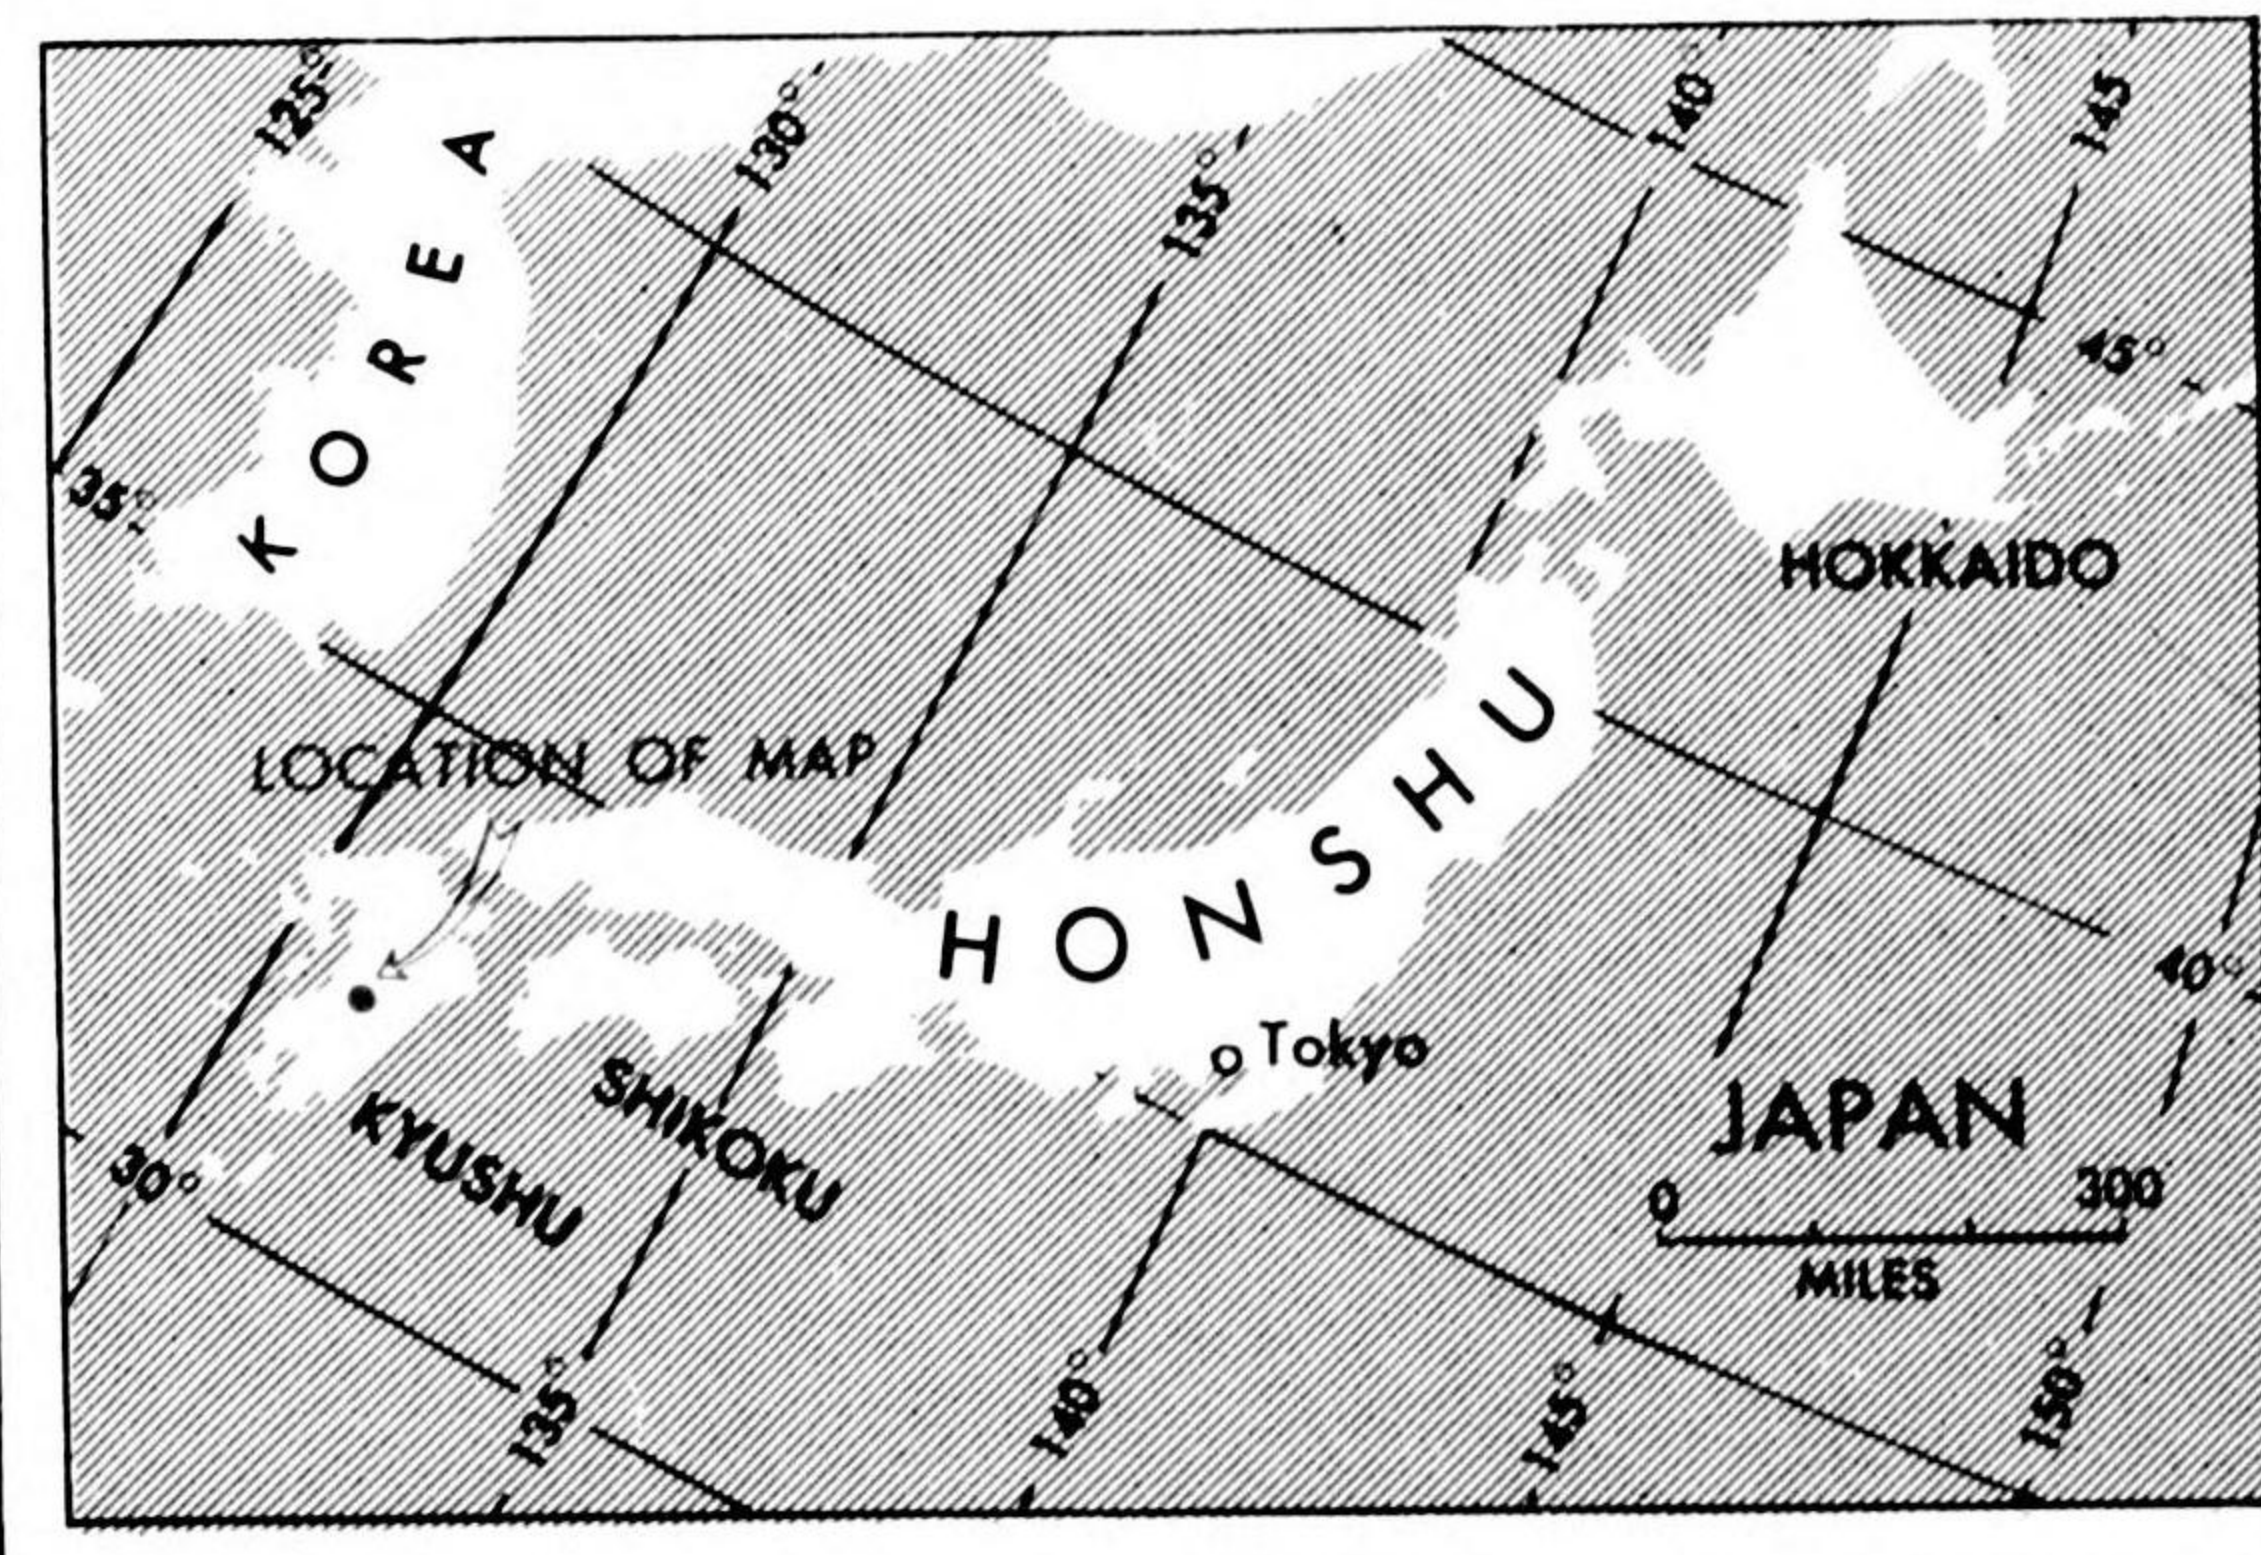 125°
130°
135°
140°
145
KOREA
45°
35°
HOKKAIDO
LOCATION OF MAP
HONSHU
40°
Tokyo
SHIKOKU
KYUSHU
JAPAN
30°
0 300
MILES
135°
140°
145°
150°